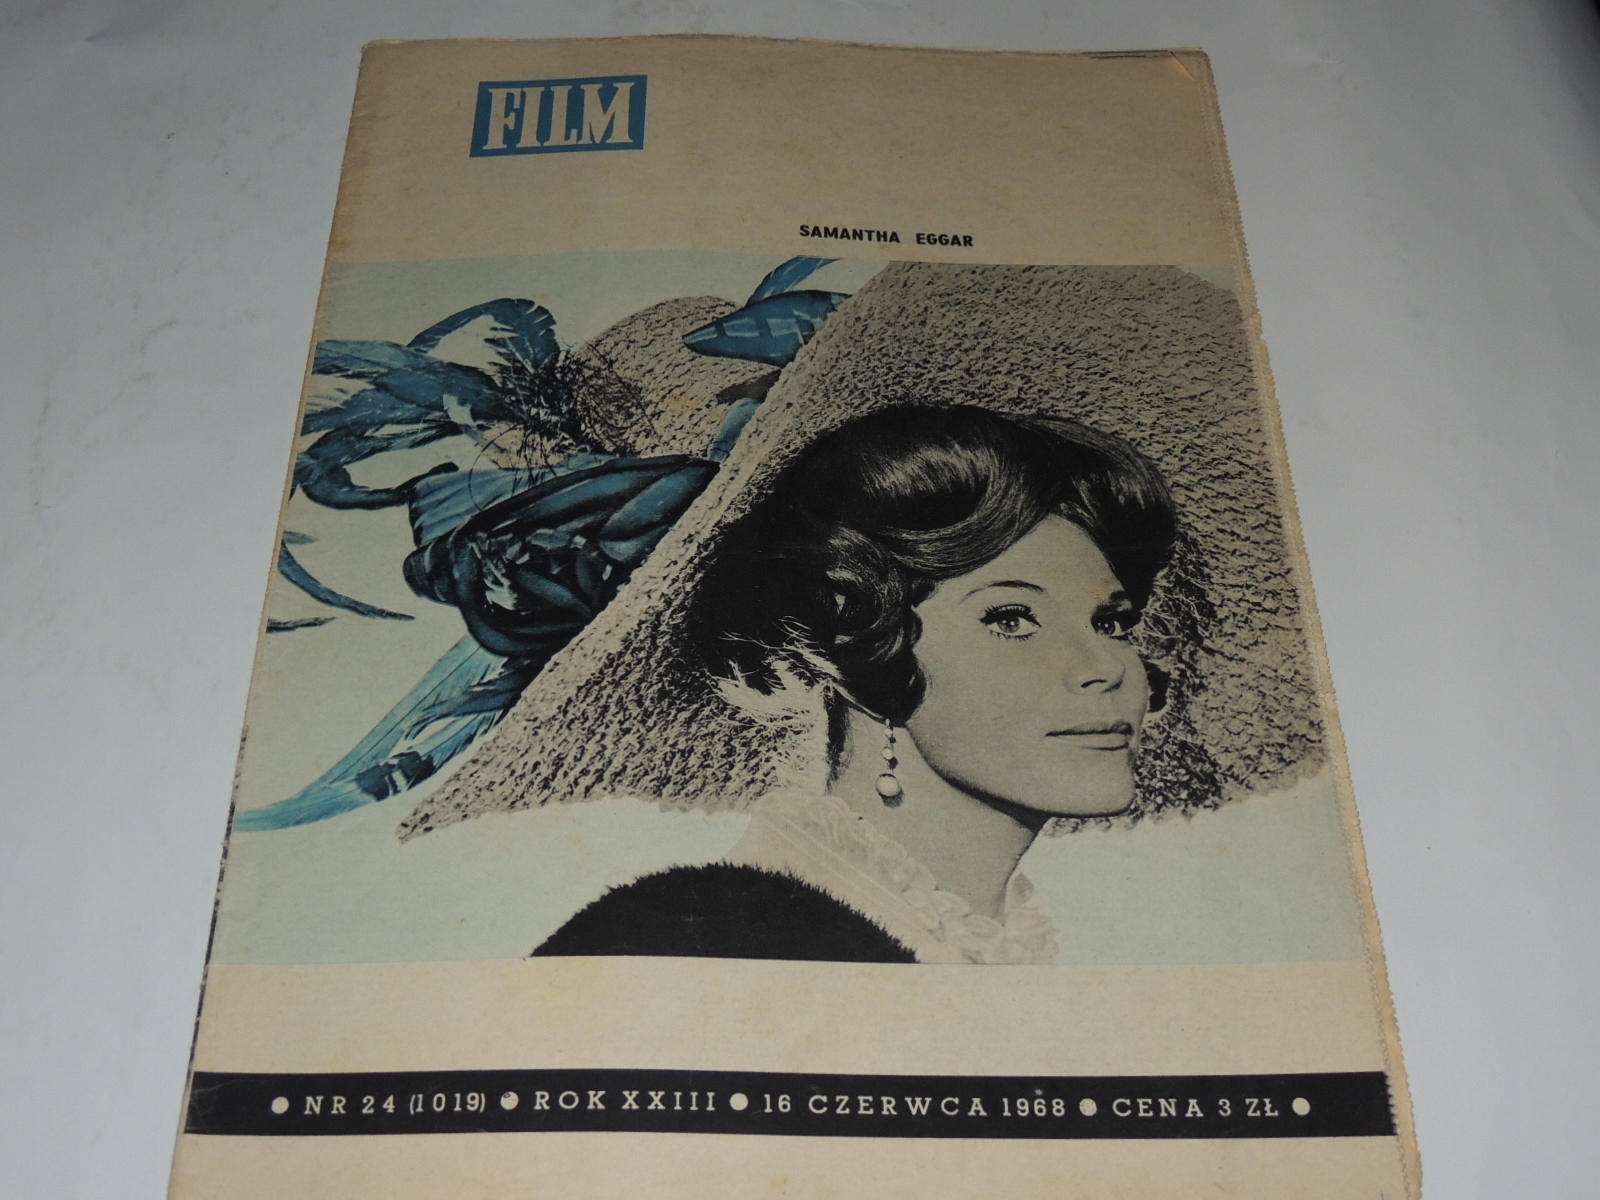 FILM
SAMANTHA EGGAR
● NR 24 (1019) ● ROK XXIII ● 16 CZERWCA 1968 ● CENA 3 ZŁ ●